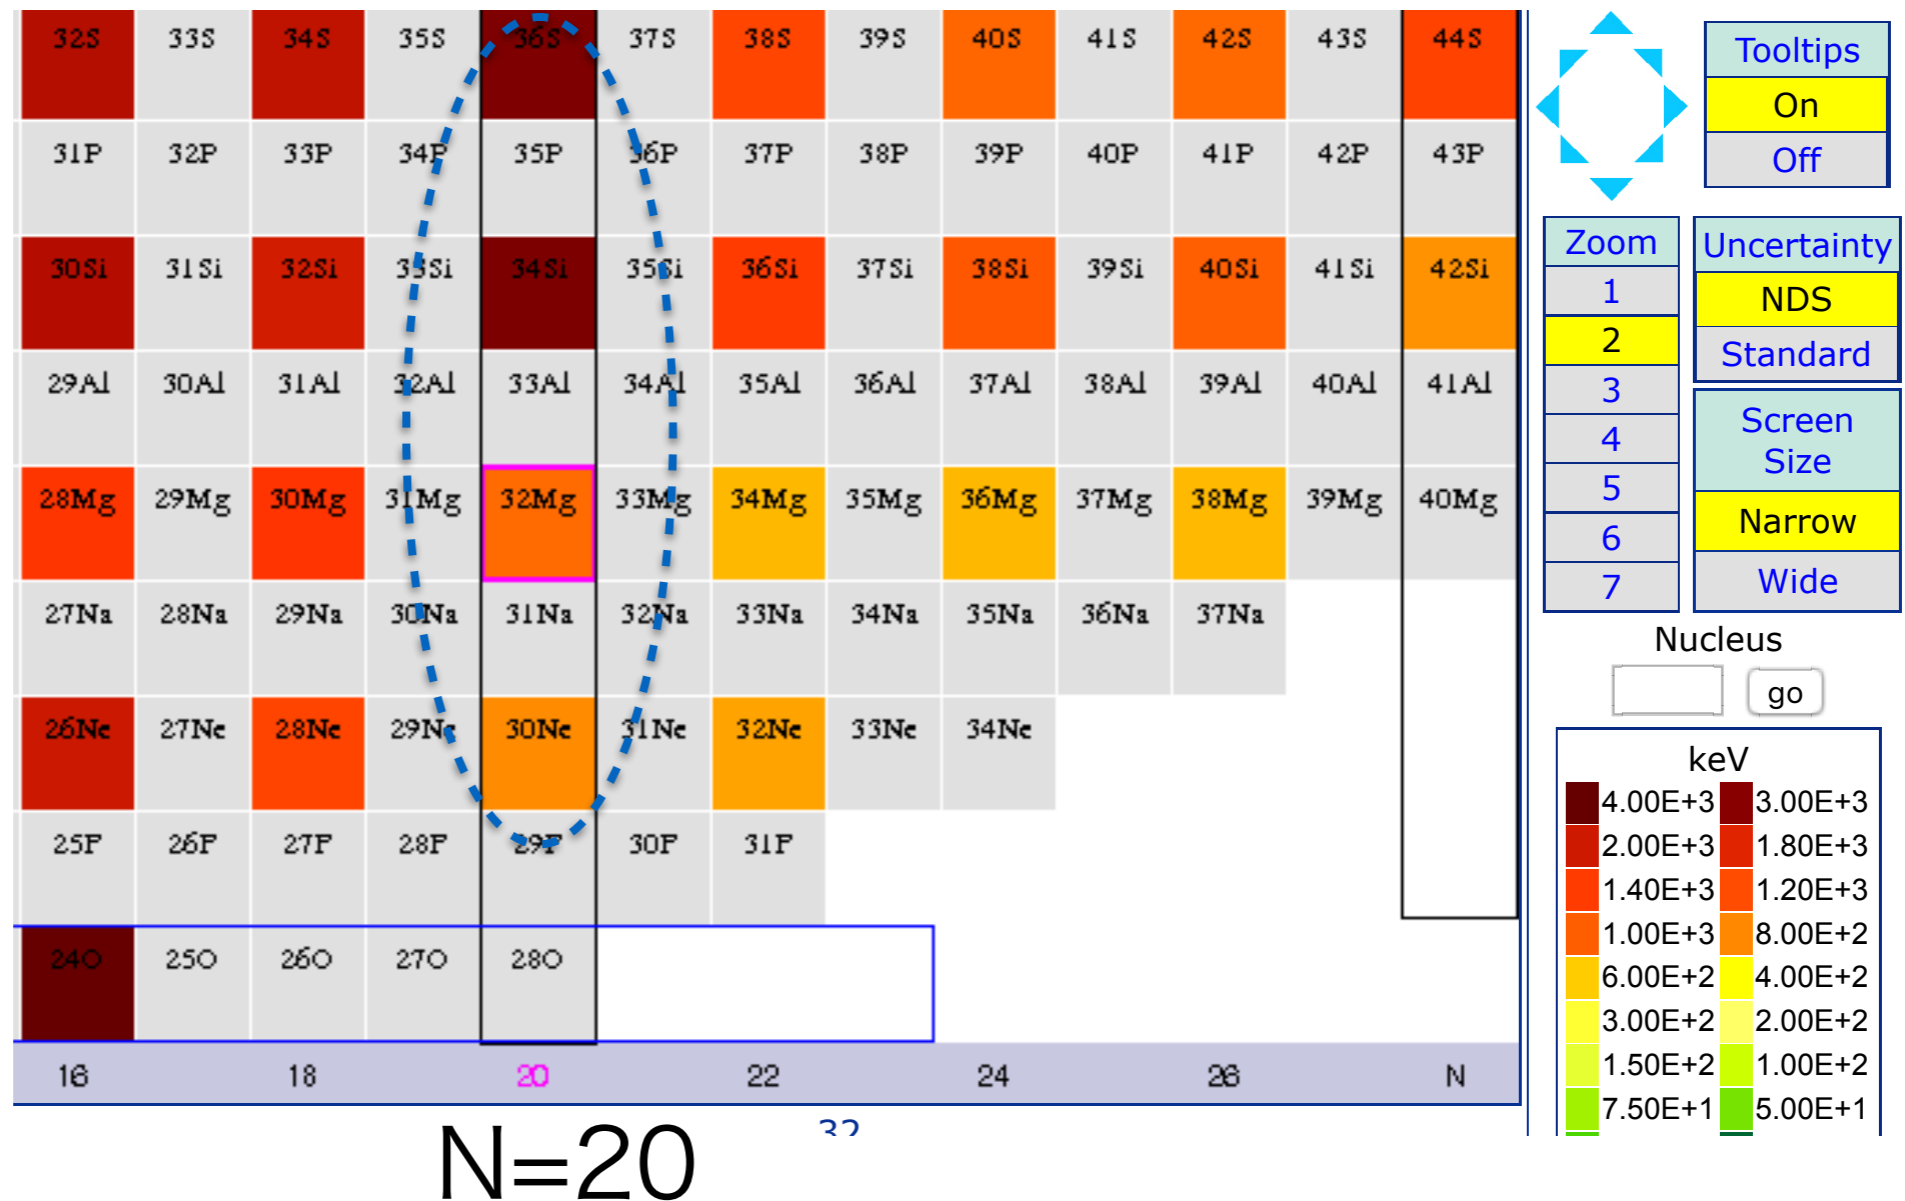 32S 33S 34S 35S 36S 37S 38S 39S 40S 41S 42S 43S 44S
31P 32P 33P 34P 35P 36P 37P 38P 39P 40P 41P 42P 43P
30Si 31Si 32Si 33Si 34Si 35Si 36Si 37Si 38Si 39Si 40Si 41Si 42Si
29Al 30Al 31Al 32Al 33Al 34Al 35Al 36Al 37Al 38Al 39Al 40Al 41Al
28Mg 29Mg 30Mg 31Mg 32Mg 33Mg 34Mg 35Mg 36Mg 37Mg 38Mg 39Mg 40Mg
27Na 28Na 29Na 30Na 31Na 32Na 33Na 34Na 35Na 36Na 37Na
26Ne 27Ne 28Ne 29Ne 30Ne 31Ne 32Ne 33Ne 34Ne
25F 26F 27F 28F 29F 30F 31F
24O 25O 26O 27O 28O
16 18 20 22 24 26 N
32
N=20
Tooltips
On
Off
Zoom
1
2
3
4
5
6
7
Uncertainty
NDS
Standard
Screen
Size
Narrow
Wide
Nucleus
go
keV
4.00E+3 3.00E+3
2.00E+3 1.80E+3
1.40E+3 1.20E+3
1.00E+3 8.00E+2
6.00E+2 4.00E+2
3.00E+2 2.00E+2
1.50E+2 1.00E+2
7.50E+1 5.00E+1